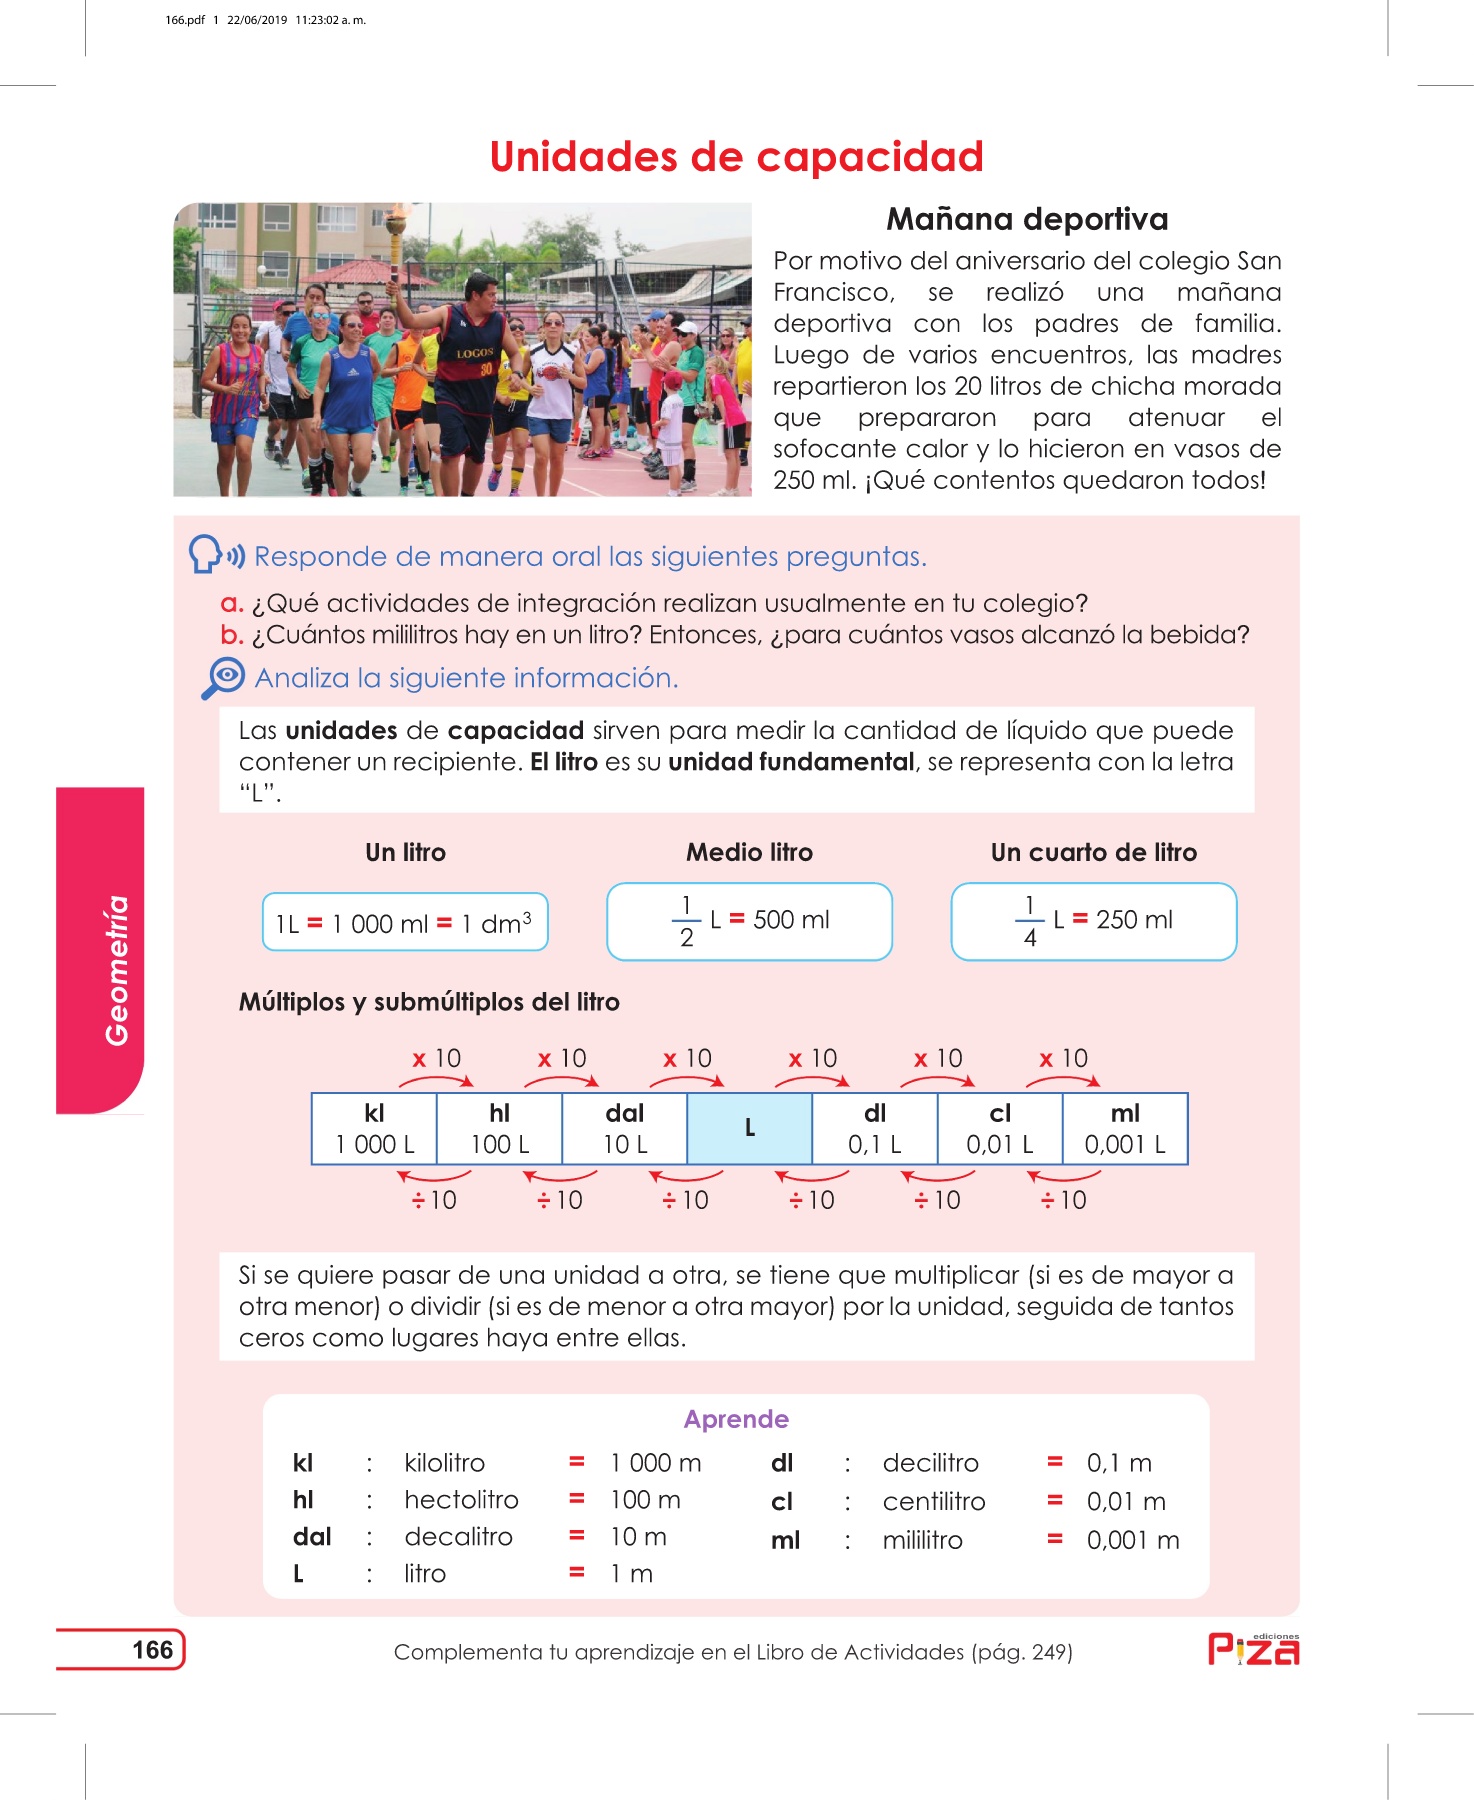 166.pdf 1 22/06/2019 11:23:02 a. m.
Unidades de capacidad
LOGOS
30
Mañana deportiva
Por motivo del aniversario del colegio San
Francisco, se realizó una mañana
deportiva con los padres de familia.
Luego de varios encuentros, las madres
repartieron los 20 litros de chicha morada
que prepararon para atenuar el
sofocante calor y lo hicieron en vasos de
250 ml. ¡Qué contentos quedaron todos!
Responde de manera oral las siguientes preguntas.
a. ¿Qué actividades de integración realizan usualmente en tu colegio?
b. ¿Cuántos mililitros hay en un litro? Entonces, ¿para cuántos vasos alcanzó la bebida?
Analiza la siguiente información.
Las unidades de capacidad sirven para medir la cantidad de líquido que puede
contener un recipiente. El litro es su unidad fundamental, se representa con la letra
“L”.
Un litro Medio litro Un cuarto de litro
1L = 1 000 ml = 1 dm³ 1/2 L = 500 ml 1/4 L = 250 ml
Geometría
Múltiplos y submúltiplos del litro
x 10 x 10 x 10 x 10 x 10 x 10
kl hl dal L dl cl ml
1 000 L 100 L 10 L 0,1 L 0,01 L 0,001 L
÷ 10 ÷ 10 ÷ 10 ÷ 10 ÷ 10 ÷ 10
Si se quiere pasar de una unidad a otra, se tiene que multiplicar (si es de mayor a
otra menor) o dividir (si es de menor a otra mayor) por la unidad, seguida de tantos
ceros como lugares haya entre ellas.
Aprende
kl : kilolitro = 1 000 m
hl : hectolitro = 100 m
dal : decalitro = 10 m
L : litro = 1 m
dl : decilitro = 0,1 m
cl : centilitro = 0,01 m
ml : mililitro = 0,001 m
166
Complementa tu aprendizaje en el Libro de Actividades (pág. 249)
ediciones
Piza